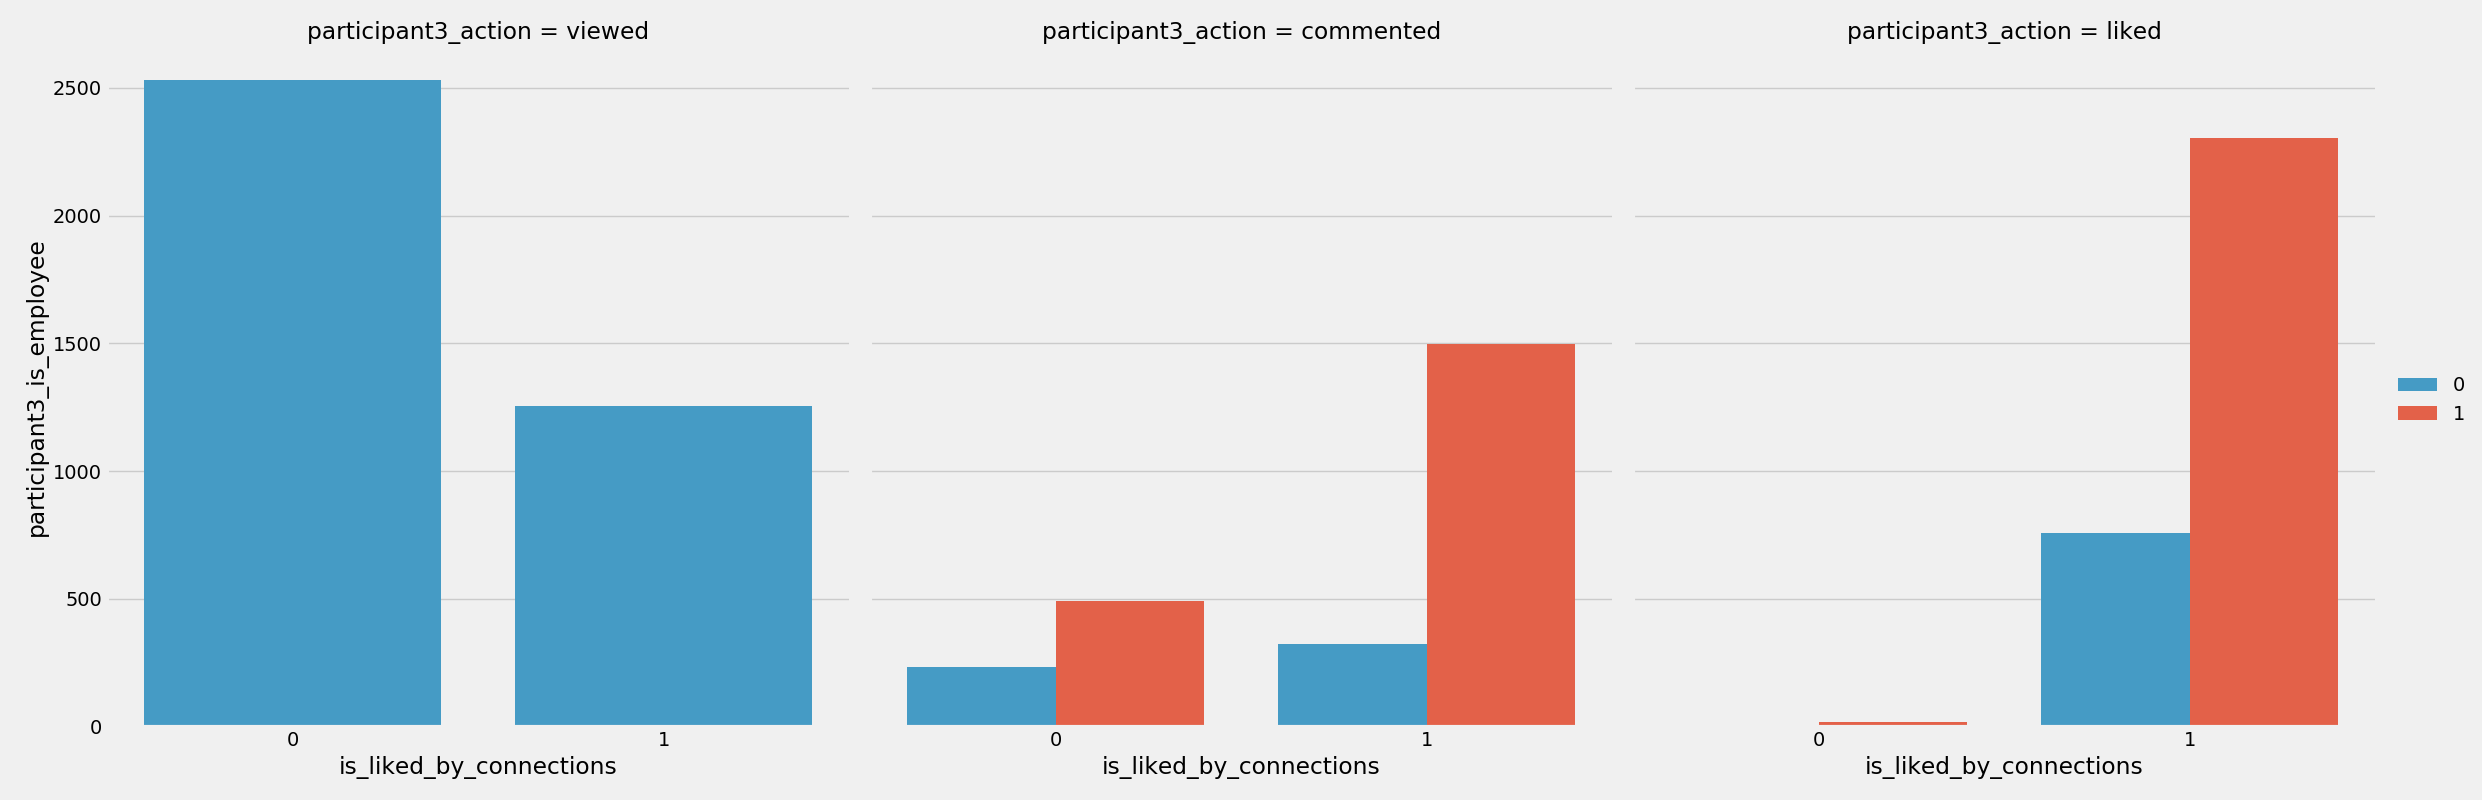 participant3_action = viewed
participant3_action = commented
participant3_action = liked
participant3_is_employee
2500
2000
1500
1000
500
0
0
1
is_liked_by_connections
0
1
is_liked_by_connections
0
1
is_liked_by_connections
0
1